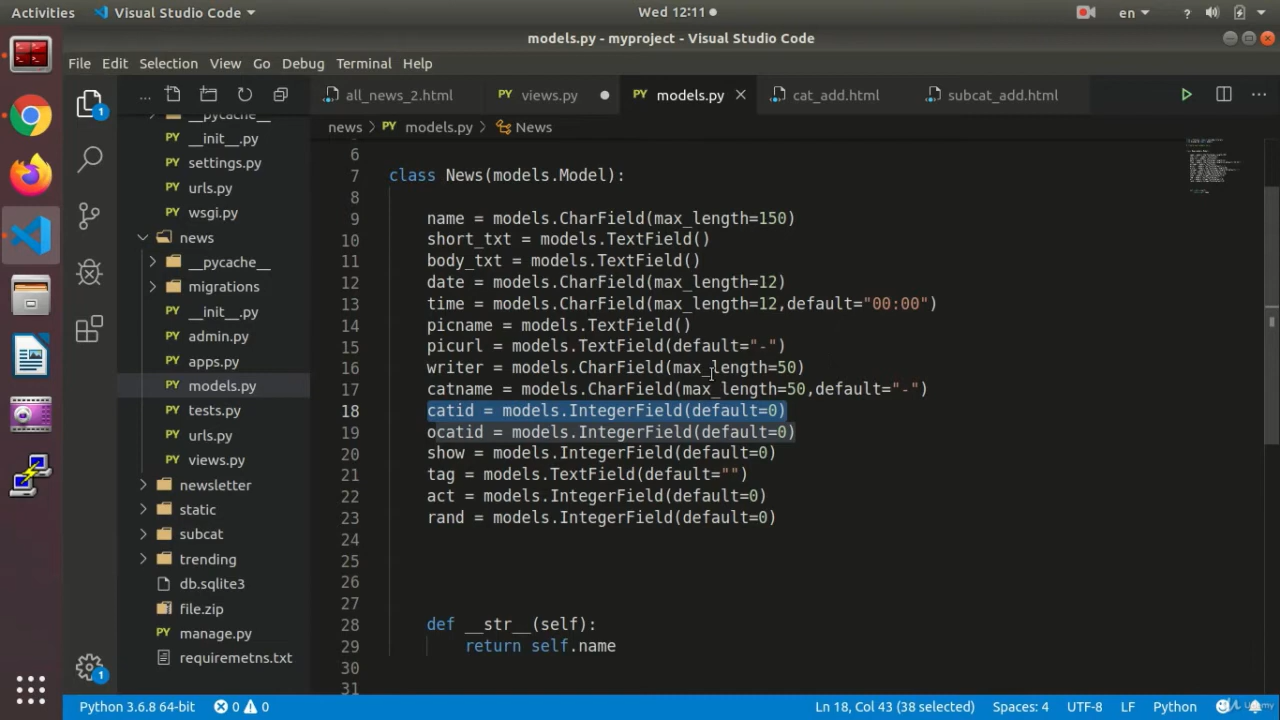 Activities
Visual Studio Code
Wed 12:11
en
models.py - myproject - Visual Studio Code
File Edit Selection View Go Debug Terminal Help
1
...
all_news_2.html
views.py
models.py
cat_add.html
subcat_add.html
news > models.py > News
__pycache__
__init__.py
settings.py
urls.py
wsgi.py
news
__pycache__
migrations
__init__.py
admin.py
apps.py
models.py
tests.py
urls.py
views.py
newsletter
static
subcat
trending
db.sqlite3
file.zip
manage.py
requiremetns.txt
6
7 class News(models.Model):
8
9 name = models.CharField(max_length=150)
10 short_txt = models.TextField()
11 body_txt = models.TextField()
12 date = models.CharField(max_length=12)
13 time = models.CharField(max_length=12,default="00:00")
14 picname = models.TextField()
15 picurl = models.TextField(default="-")
16 writer = models.CharField(max_length=50)
17 catname = models.CharField(max_length=50,default="-")
18 catid = models.IntegerField(default=0)
19 ocatid = models.IntegerField(default=0)
20 show = models.IntegerField(default=0)
21 tag = models.TextField(default="")
22 act = models.IntegerField(default=0)
23 rand = models.IntegerField(default=0)
24
25
26
27
28 def __str__(self):
29 return self.name
30
31
1
Python 3.6.8 64-bit
0 0
Ln 18, Col 43 (38 selected)
Spaces: 4
UTF-8
LF
Python
Udemy